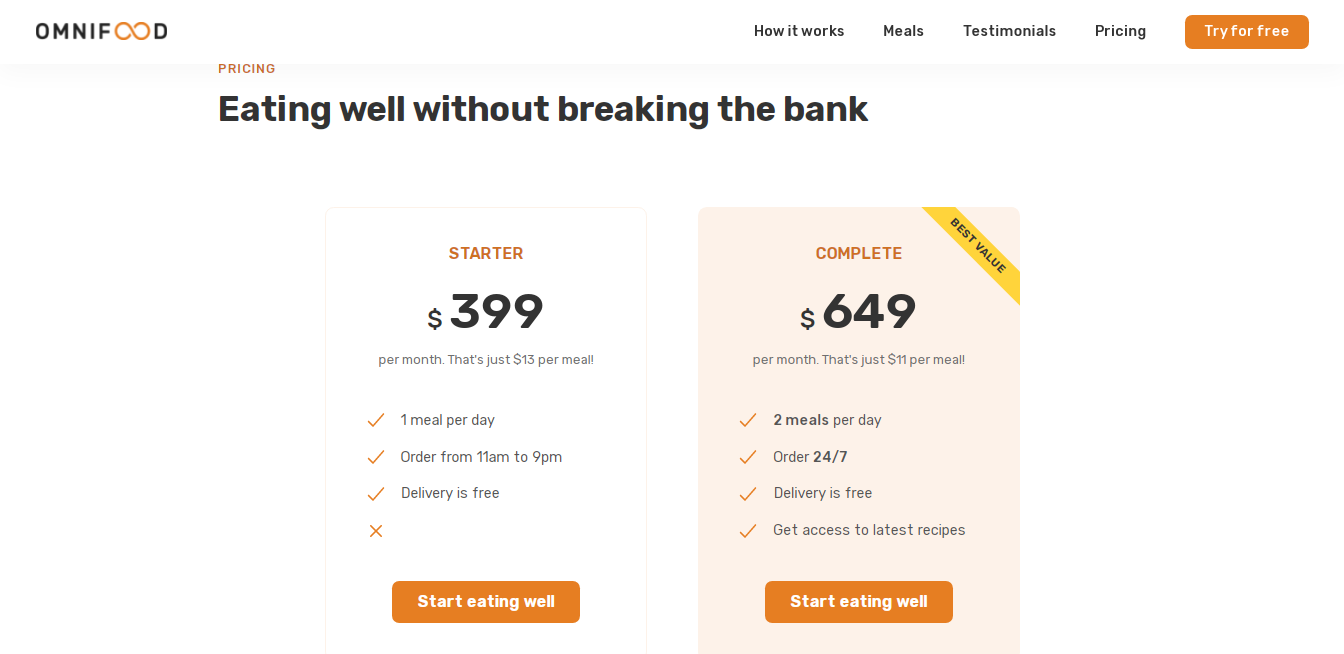 OMNIFOOD
How it works
Meals
Testimonials
Pricing
Try for free
PRICING
Eating well without breaking the bank
STARTER
$ 399
per month. That's just $13 per meal!
1 meal per day
Order from 11am to 9pm
Delivery is free
Start eating well
BEST VALUE
COMPLETE
$ 649
per month. That's just $11 per meal!
2 meals per day
Order 24/7
Delivery is free
Get access to latest recipes
Start eating well